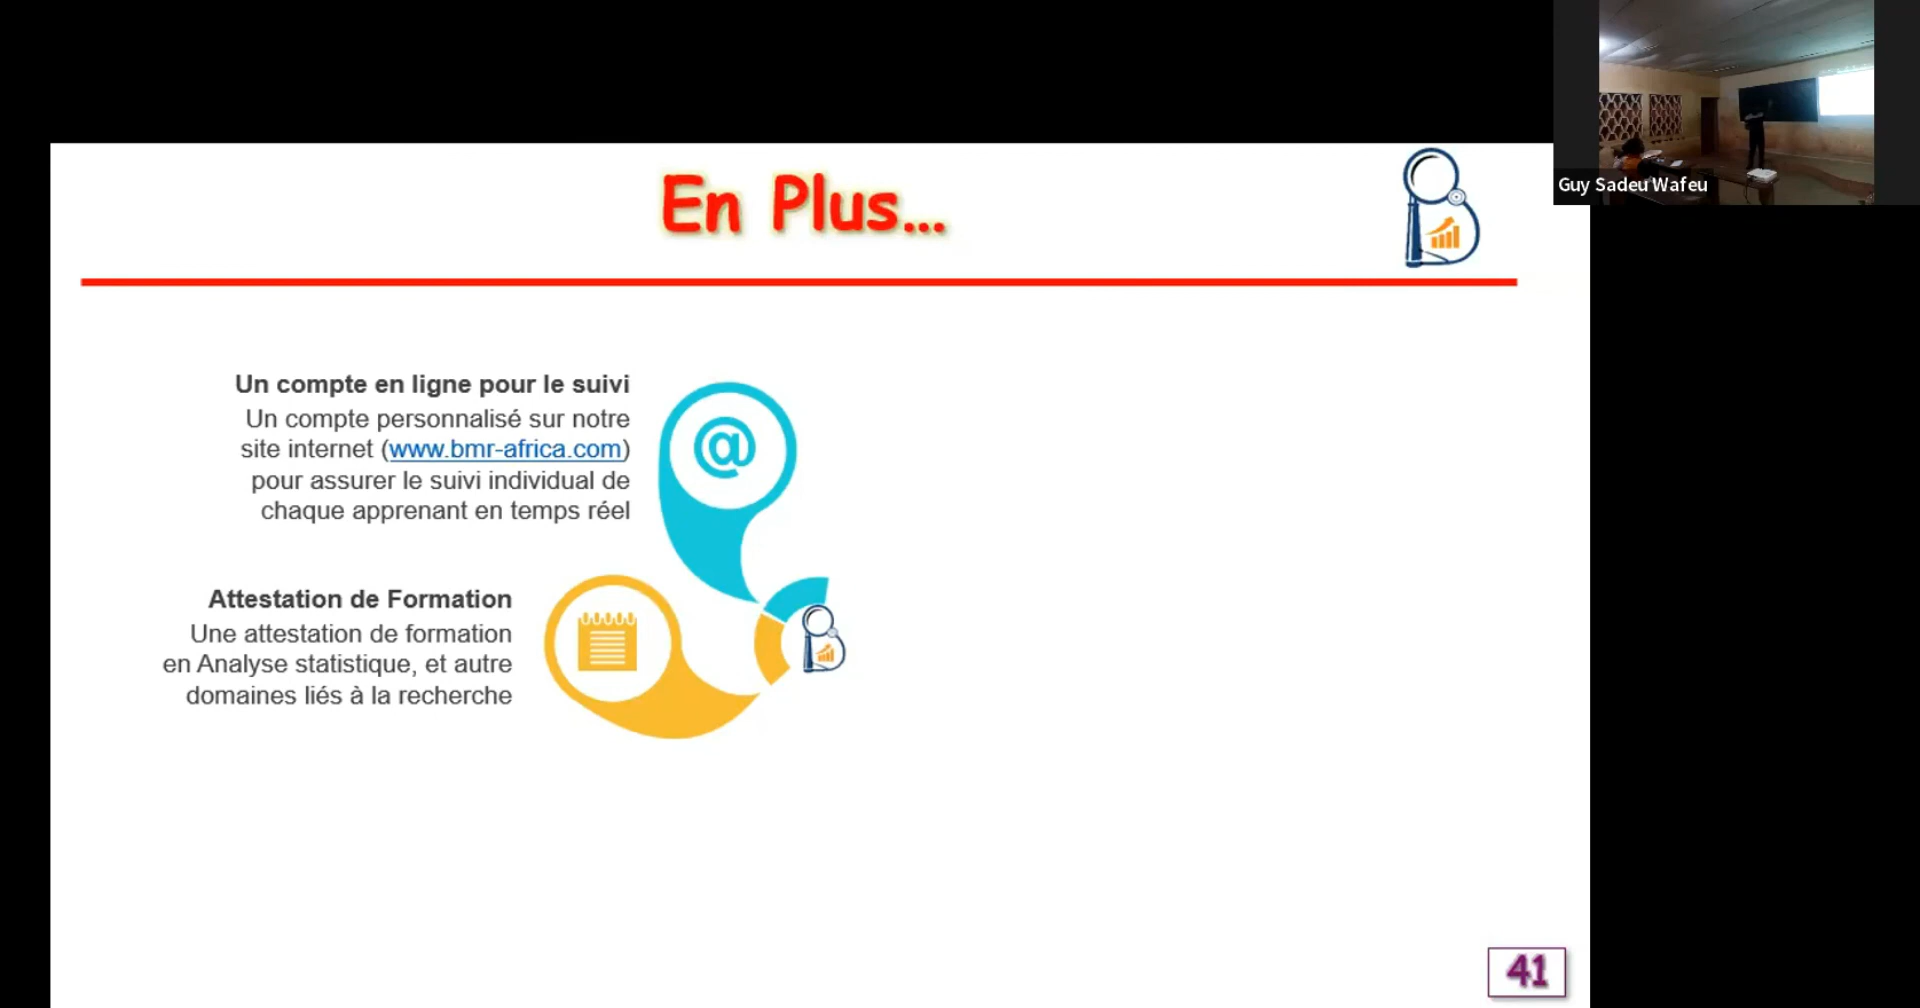 En Plus...
Guy Sadeu Wafeu
Un compte en ligne pour le suivi
Un compte personnalisé sur notre
site internet (www.bmr-africa.com)
pour assurer le suivi individual de
chaque apprenant en temps réel
@
Attestation de Formation
Une attestation de formation
en Analyse statistique, et autre
domaines liés à la recherche
41